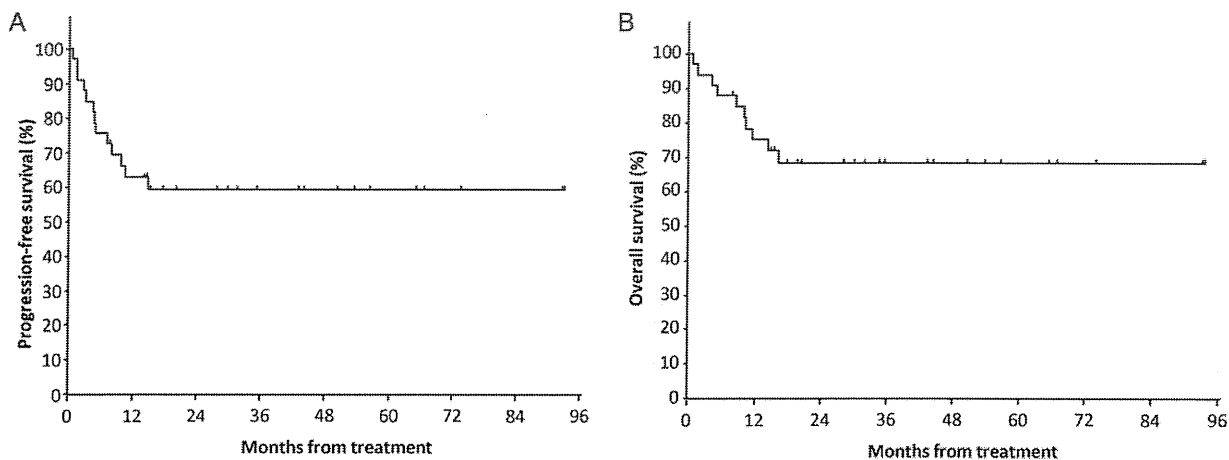 A
100
90
80
70
60
50
40
30
20
10
0
Progression-free survival (%)
0 12 24 36 48 60 72 84 96
Months from treatment
B
100
90
80
70
60
50
40
30
20
10
0
Overall survival (%)
0 12 24 36 48 60 72 84 96
Months from treatment